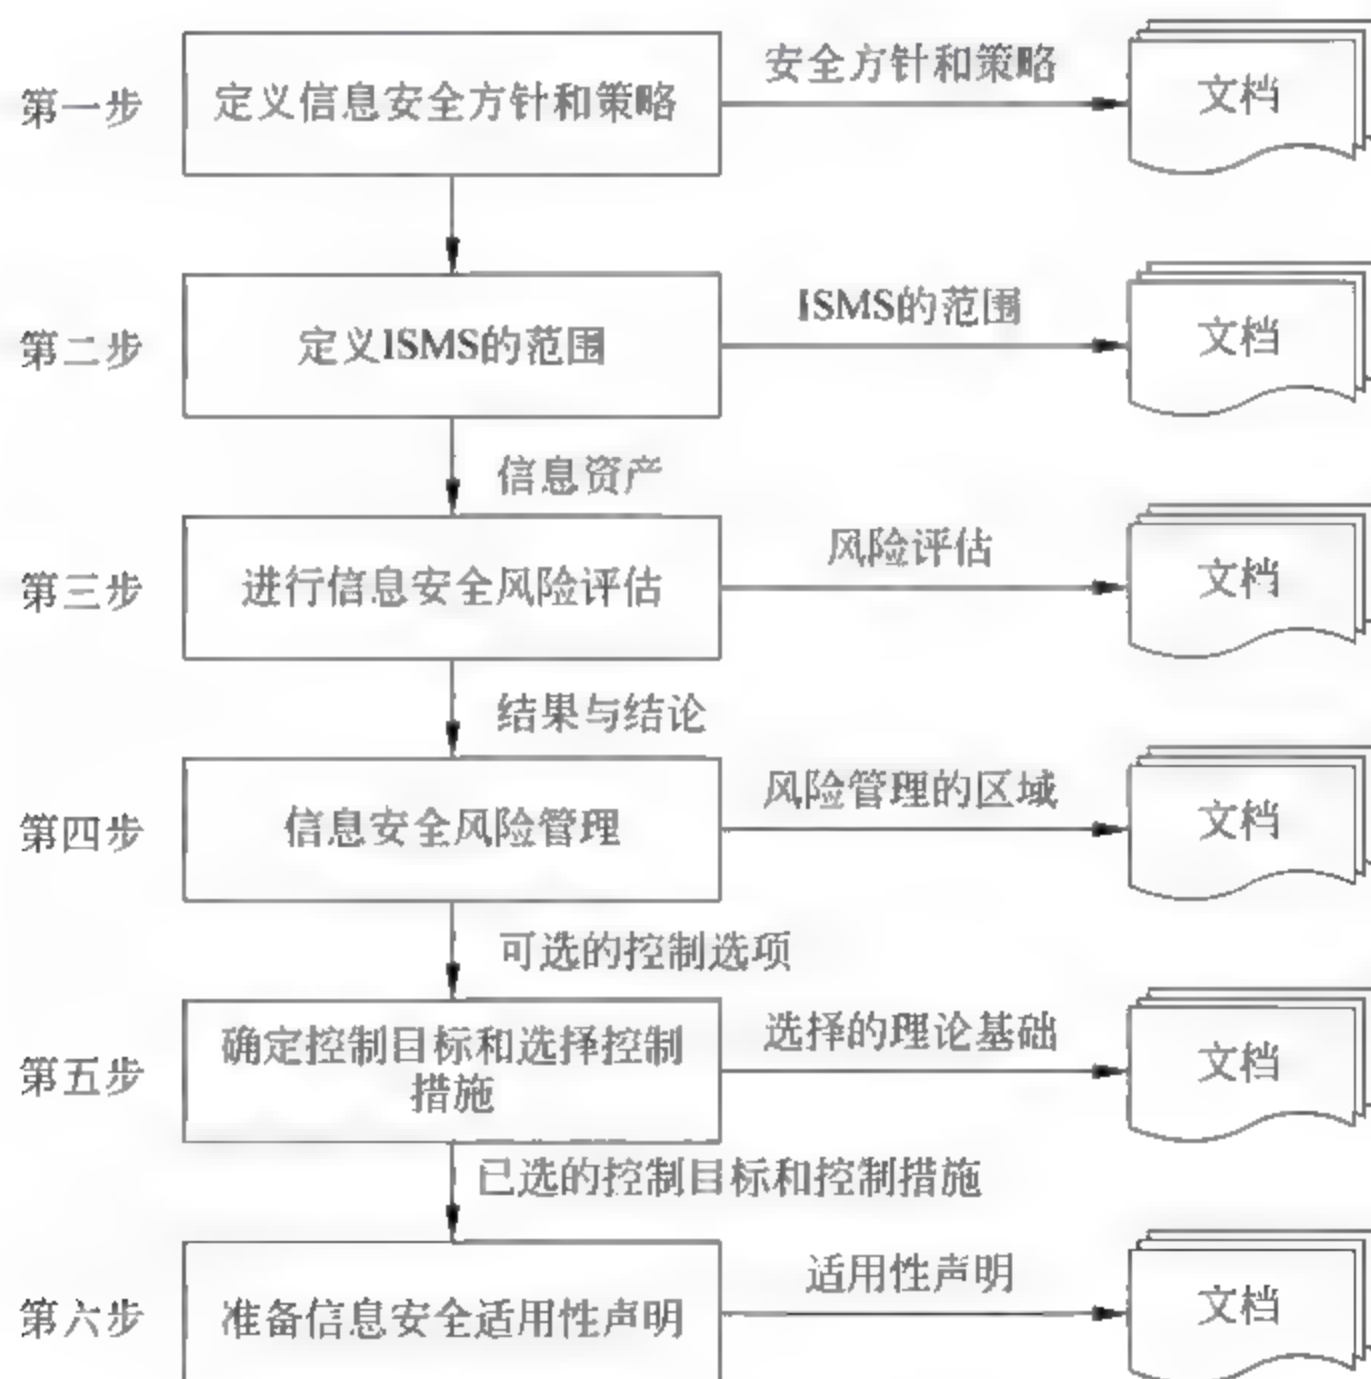 第一步
定义信息安全方针和策略
安全方针和策略
文档
第二步
定义ISMS的范围
ISMS的范围
文档
信息资产
第三步
进行信息安全风险评估
风险评估
文档
结果与结论
第四步
信息安全风险管理
风险管理的区域
文档
可选的控制选项
第五步
确定控制目标和选择控制
措施
选择的理论基础
文档
已选的控制目标和控制措施
第六步
准备信息安全适用性声明
适用性声明
文档